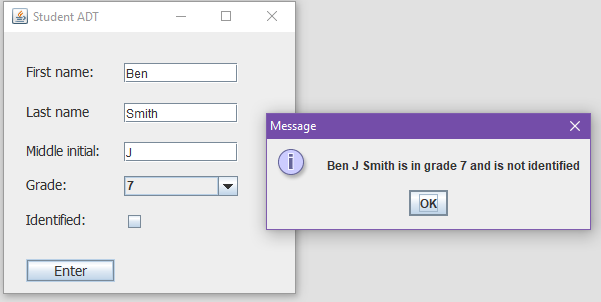 Student ADT
First name: Ben
Last name Smith
Middle initial: J
Grade: 7
Identified:
Enter
Message
Ben J Smith is in grade 7 and is not identified
OK